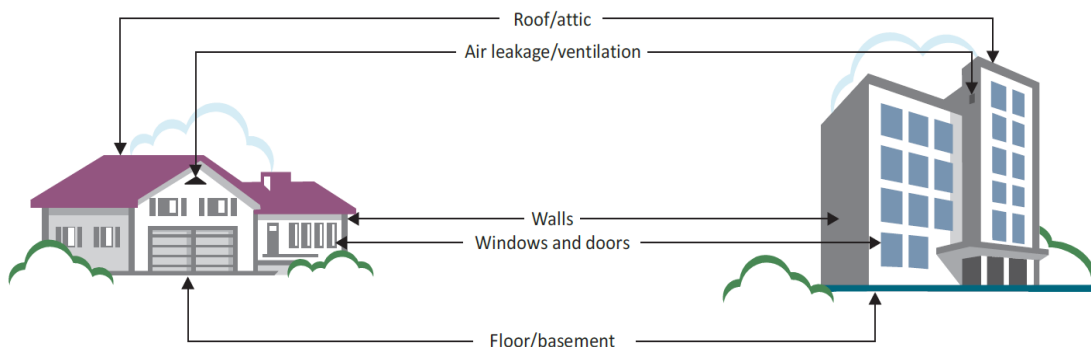 Roof/attic
Air leakage/ventilation
Walls
Windows and doors
Floor/basement